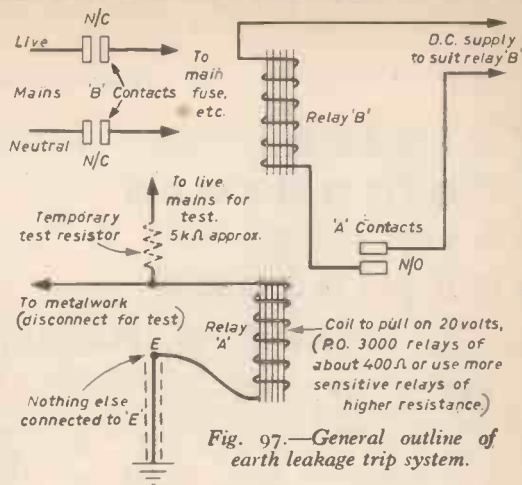 N/C
Live
Mains
'B' Contacts
Neutral
N/C
To
main
fuse,
etc.
Relay 'B'
D.C. supply
to suit relay 'B'
To live
mains for
test.
5kΩ approx.
Temporary
test resistor
'A' Contacts
N/O
To metalwork
(disconnect for test)
Relay
'A'
Coil to pull on 20 volts,
(P.O. 3000 relays of
about 400Ω or use more
sensitive relays of
higher resistance.)
E
Nothing else
connected to 'E'
Fig. 97.—General outline of
earth leakage trip system.